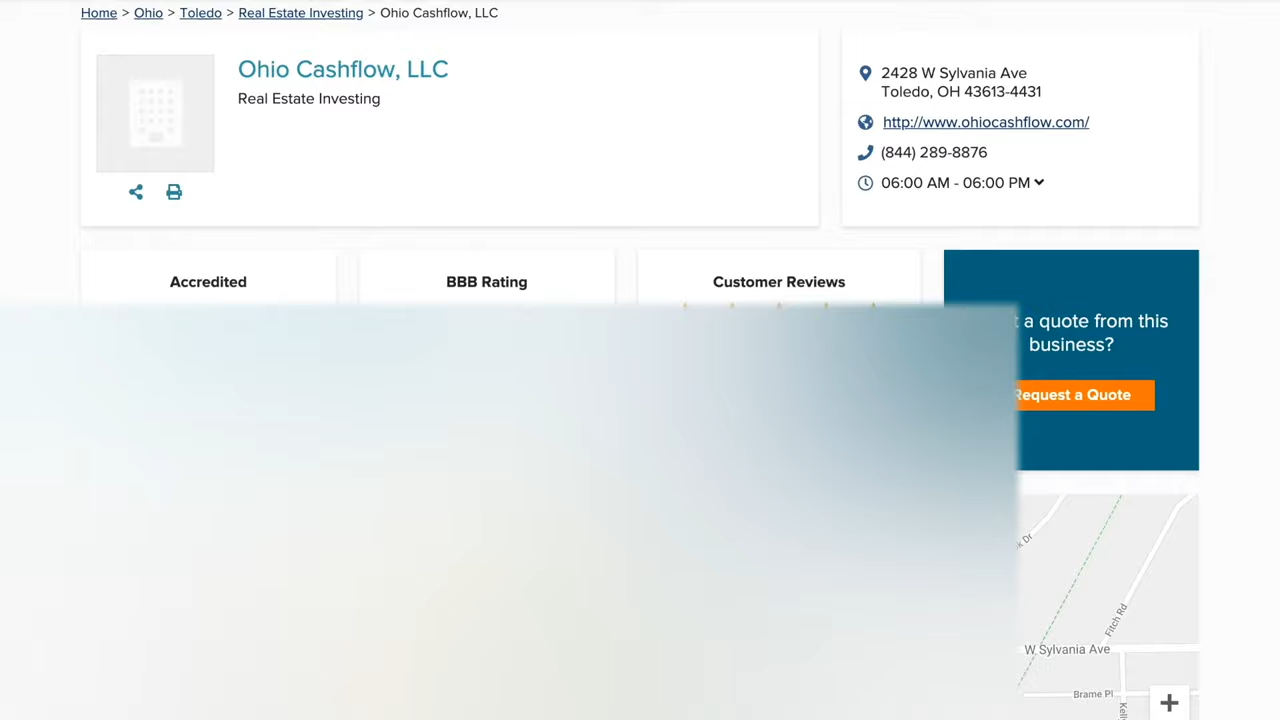 Home > Ohio > Toledo > Real Estate Investing > Ohio Cashflow, LLC
Ohio Cashflow, LLC
Real Estate Investing
2428 W Sylvania Ave
Toledo, OH 43613-4431
http://www.ohiocashflow.com/
(844) 289-8876
06:00 AM - 06:00 PM
Accredited
BBB Rating
Customer Reviews
a quote from this
business?
Request a Quote
Dr
Fitch Rd
W Sylvania Ave
Brame Pl